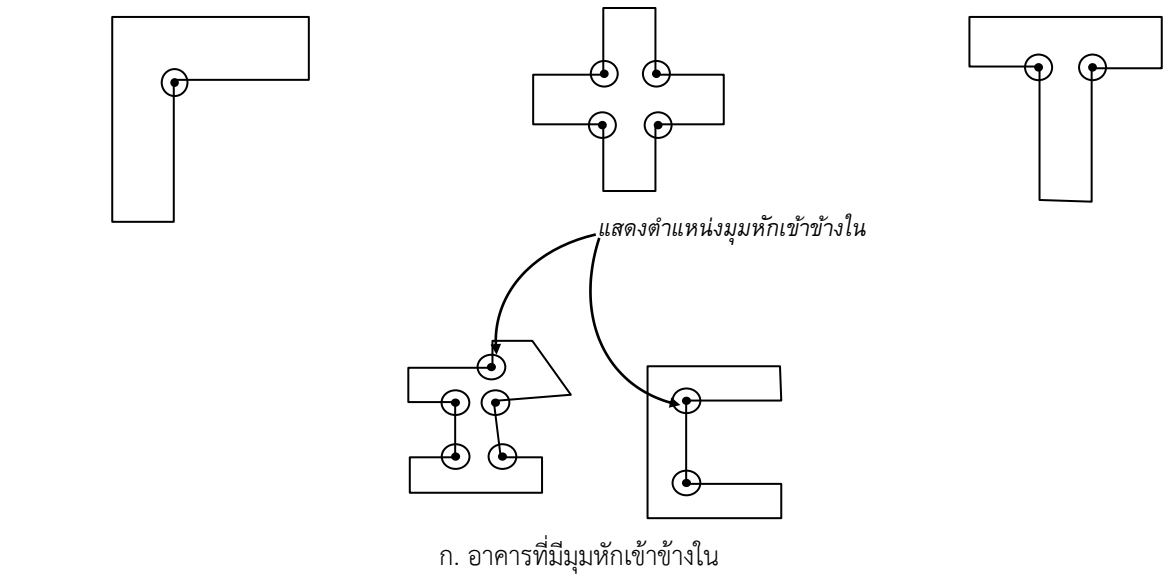 แสดงตำแหน่งมุมหักเข้าข้างใน
ก. อาคารที่มีมุมหักเข้าข้างใน